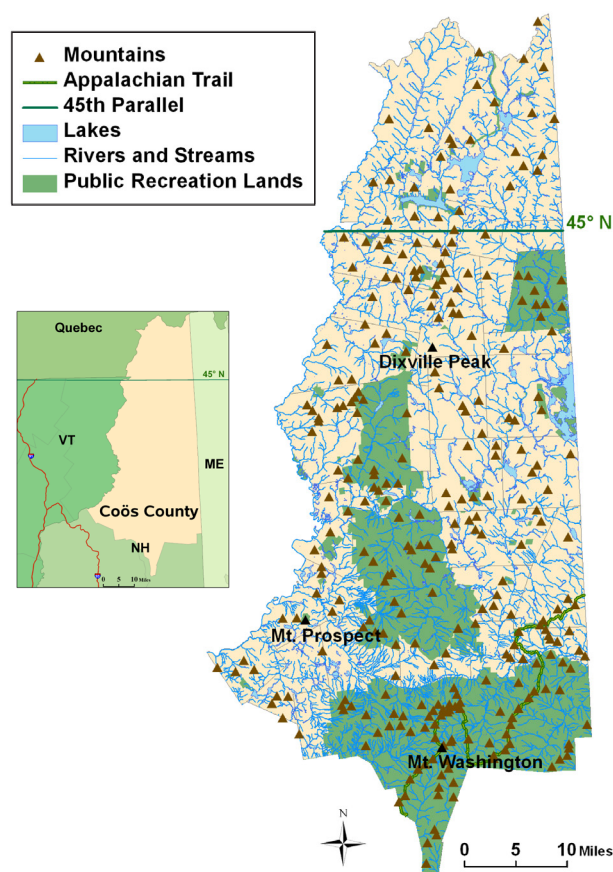 Mountains
Appalachian Trail
45th Parallel
Lakes
Rivers and Streams
Public Recreation Lands
45° N
Dixville Peak
Quebec
45° N
VT
ME
Coös County
NH
0 5 10 Miles
Mt. Prospect
Mt. Washington
N
0 5 10 Miles